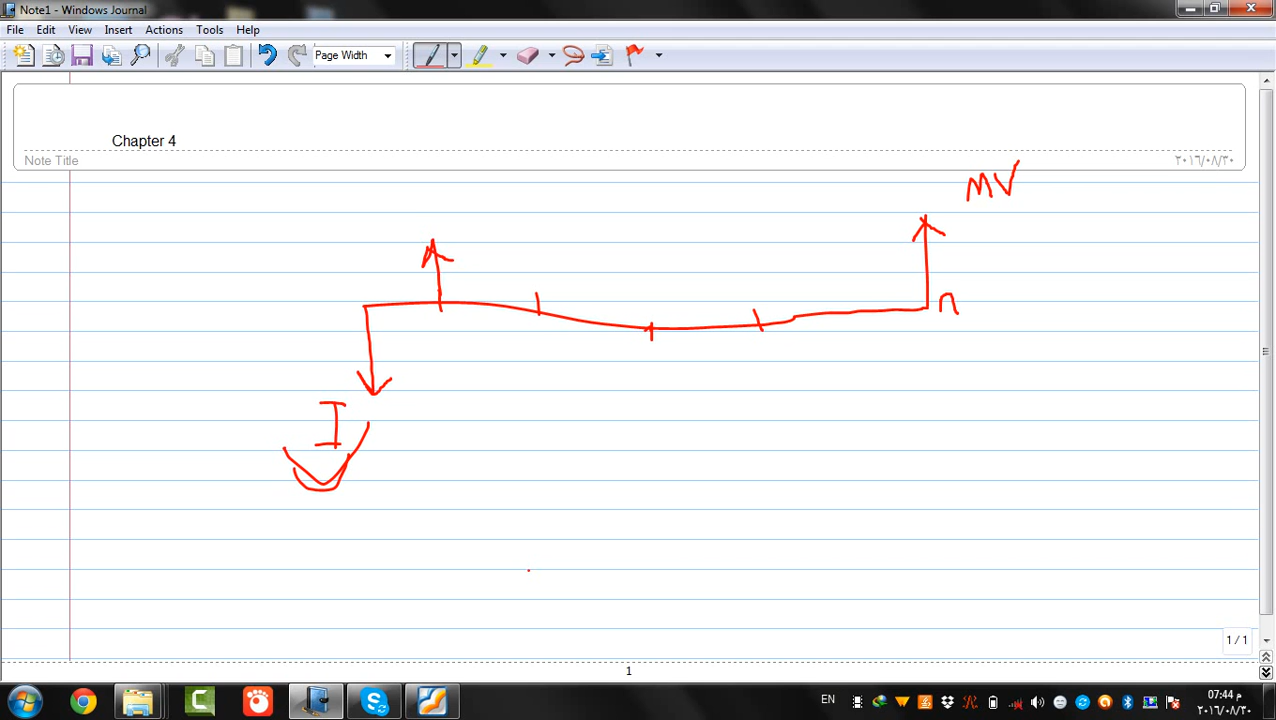 Note1 - Windows Journal
File Edit View Insert Actions Tools Help
Page Width
Chapter 4
Note Title
٢٠١٦/٠٨/٣٠
MV
n
I
1 / 1
1
EN
07:44 م
٢٠١٦/٠٨/٣٠